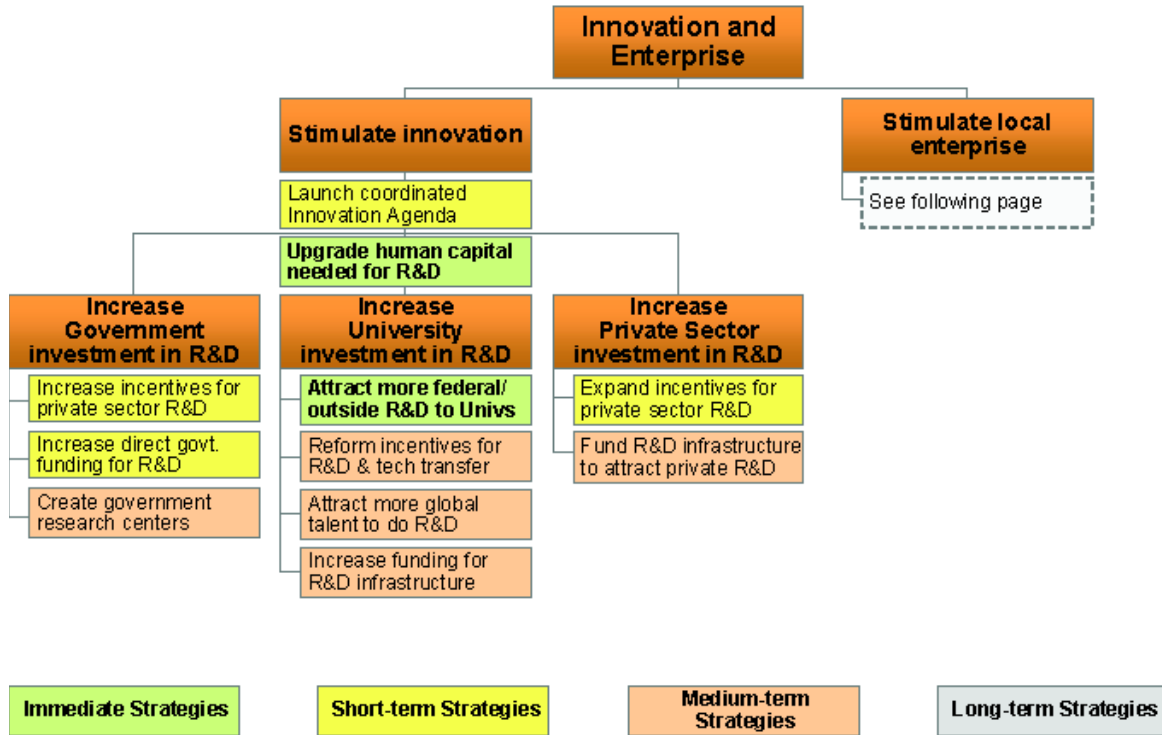 Innovation and
Enterprise
Stimulate innovation
Stimulate local
enterprise
Launch coordinated
Innovation Agenda
See following page
Upgrade human capital
needed for R&D
Increase
Government
investment in R&D
Increase incentives for
private sector R&D
Increase direct govt.
funding for R&D
Create government
research centers
Increase
University
investment in R&D
Attract more federal/
outside R&D to Univs
Reform incentives for
R&D & tech transfer
Attract more global
talent to do R&D
Increase funding for
R&D infrastructure
Increase
Private Sector
investment in R&D
Expand incentives for
private sector R&D
Fund R&D infrastructure
to attract private R&D
Immediate Strategies
Short-term Strategies
Medium-term
Strategies
Long-term Strategies